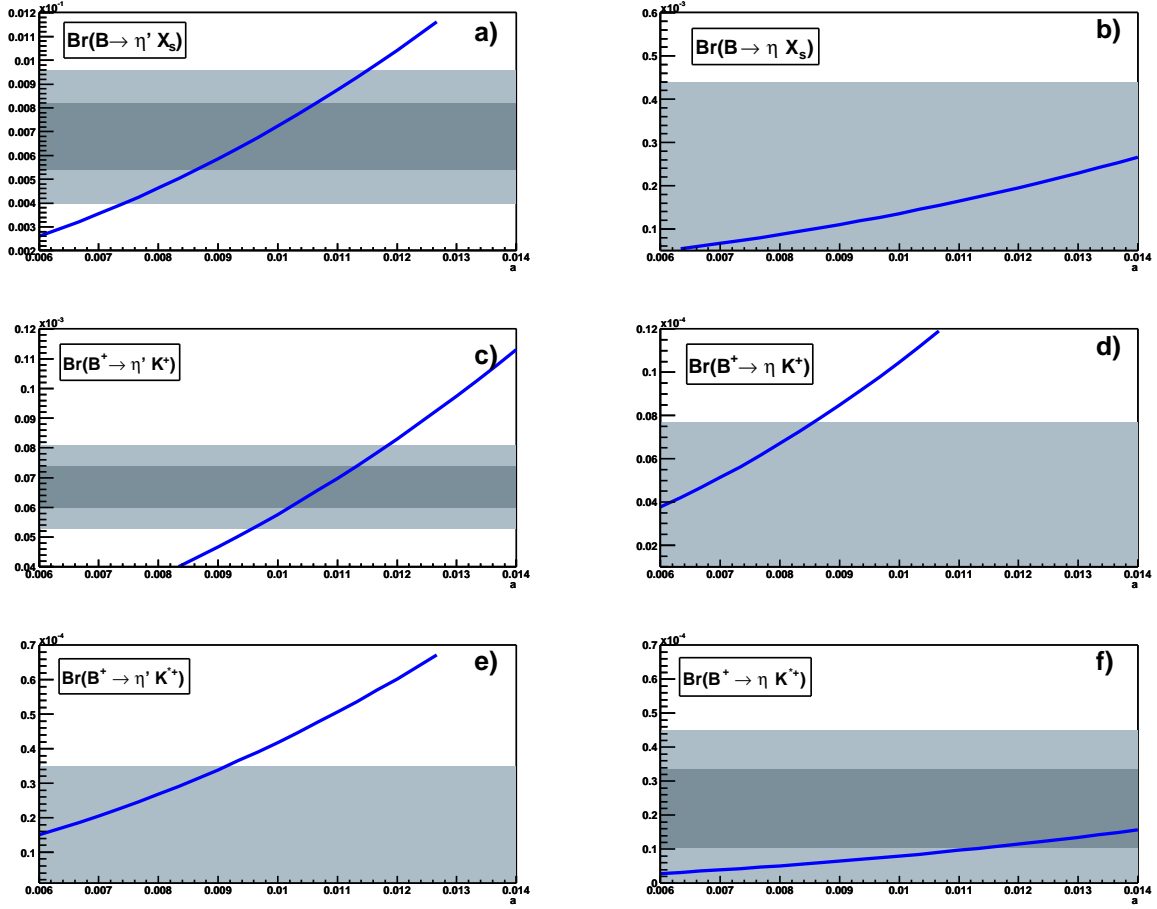 x10⁻¹
0.012
0.011
0.01
0.009
0.008
0.007
0.006
0.005
0.004
0.003
0.002
Br(B→ η’ Xₛ)
a)
0.006 0.007 0.008 0.009 0.01 0.011 0.012 0.013 0.014
a
x10⁻³
0.6
0.5
0.4
0.3
0.2
0.1
Br(B→ η Xₛ)
b)
0.006 0.007 0.008 0.009 0.01 0.011 0.012 0.013 0.014
a
x10⁻³
0.12
0.11
0.1
0.09
0.08
0.07
0.06
0.05
0.04
Br(B⁺→ η’ K⁺)
c)
0.006 0.007 0.008 0.009 0.01 0.011 0.012 0.013 0.014
a
x10⁻⁴
0.12
0.1
0.08
0.06
0.04
0.02
Br(B⁺→ η K⁺)
d)
0.006 0.007 0.008 0.009 0.01 0.011 0.012 0.013 0.014
a
x10⁻⁴
0.7
0.6
0.5
0.4
0.3
0.2
0.1
Br(B⁺ → η’ K*⁺)
e)
0.006 0.007 0.008 0.009 0.01 0.011 0.012 0.013 0.014
a
x10⁻⁴
0.7
0.6
0.5
0.4
0.3
0.2
0.1
0
Br(B⁺ → η K*⁺)
f)
0.006 0.007 0.008 0.009 0.01 0.011 0.012 0.013 0.014
a